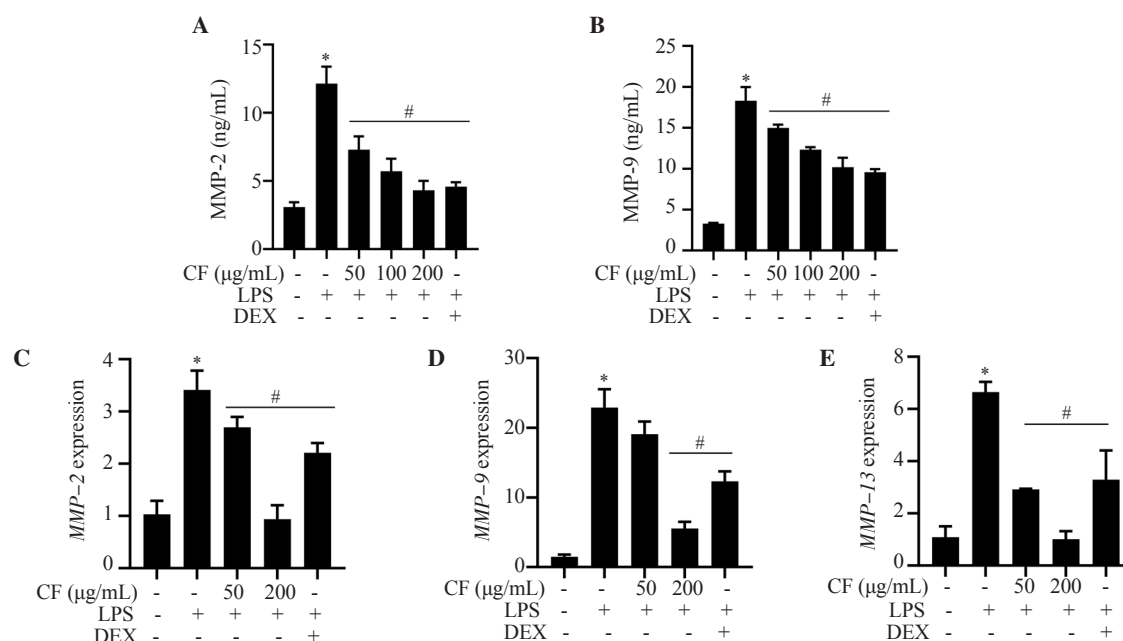 A
MMP-2 (ng/mL)
15
10
5
0
*
#
CF (μg/mL) - - 50 100 200 -
LPS - + + + + +
DEX - - - - - +
B
MMP-9 (ng/mL)
25
20
15
10
5
0
*
#
CF (μg/mL) - - 50 100 200 -
LPS - + + + + +
DEX - - - - - +
C
MMP-2 expression
4
3
2
1
0
*
#
CF (μg/mL) - - 50 200 -
LPS - + + + +
DEX - - - - +
D
MMP-9 expression
30
20
10
0
*
#
CF (μg/mL) - - 50 200 -
LPS - + + + +
DEX - - - - +
E
MMP-13 expression
8
6
4
2
0
*
#
CF (μg/mL) - - 50 200 -
LPS - + + + +
DEX - - - - +